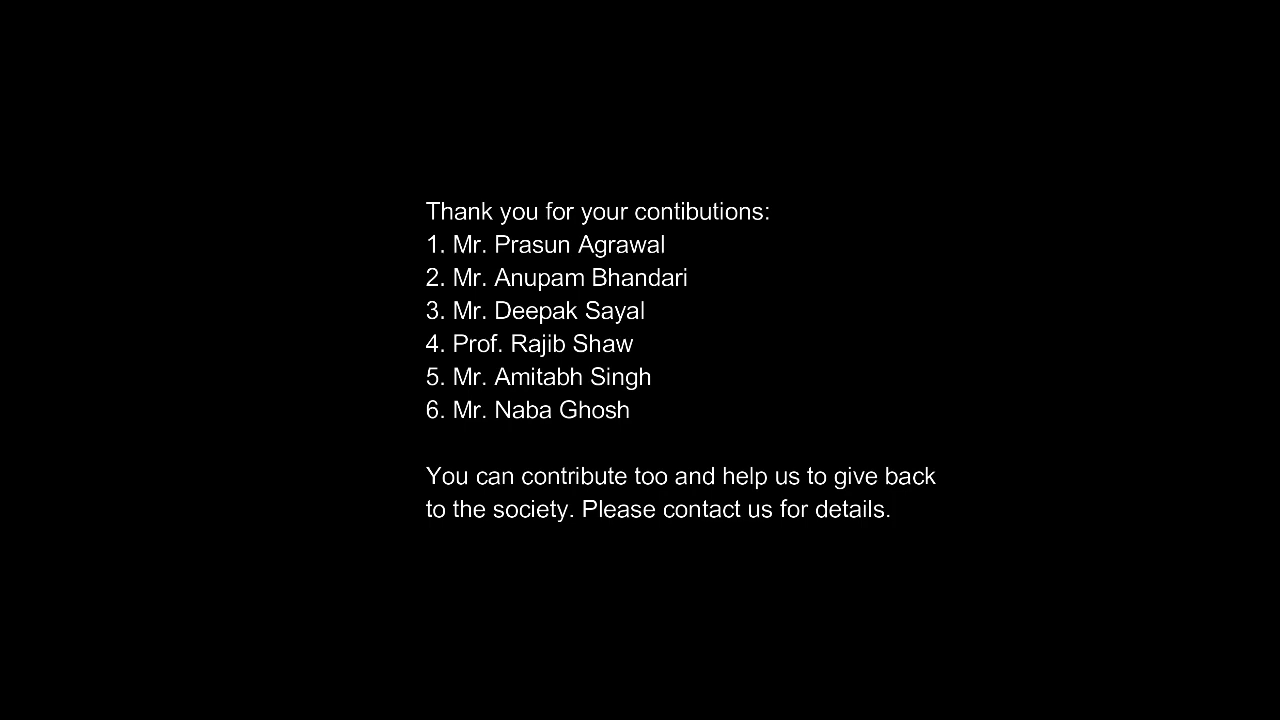 Thank you for your contibutions:
1. Mr. Prasun Agrawal
2. Mr. Anupam Bhandari
3. Mr. Deepak Sayal
4. Prof. Rajib Shaw
5. Mr. Amitabh Singh
6. Mr. Naba Ghosh
You can contribute too and help us to give back
to the society. Please contact us for details.